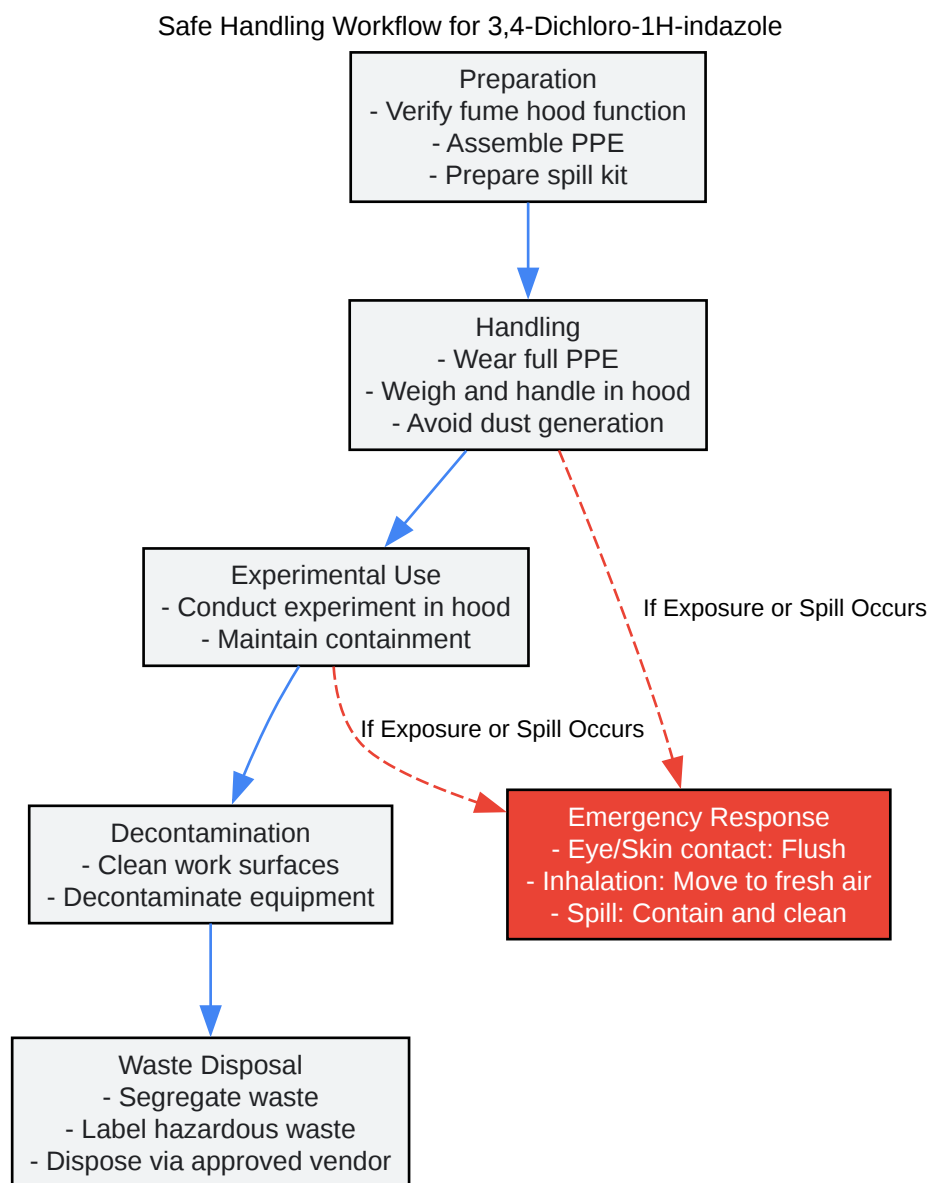 Safe Handling Workflow for 3,4-Dichloro-1H-indazole
Preparation
- Verify fume hood function
- Assemble PPE
- Prepare spill kit
Handling
- Wear full PPE
- Weigh and handle in hood
- Avoid dust generation
Experimental Use
- Conduct experiment in hood
- Maintain containment
If Exposure or Spill Occurs
If Exposure or Spill Occurs
Decontamination
- Clean work surfaces
- Decontaminate equipment
Emergency Response
- Eye/Skin contact: Flush
- Inhalation: Move to fresh air
- Spill: Contain and clean
Waste Disposal
- Segregate waste
- Label hazardous waste
- Dispose via approved vendor